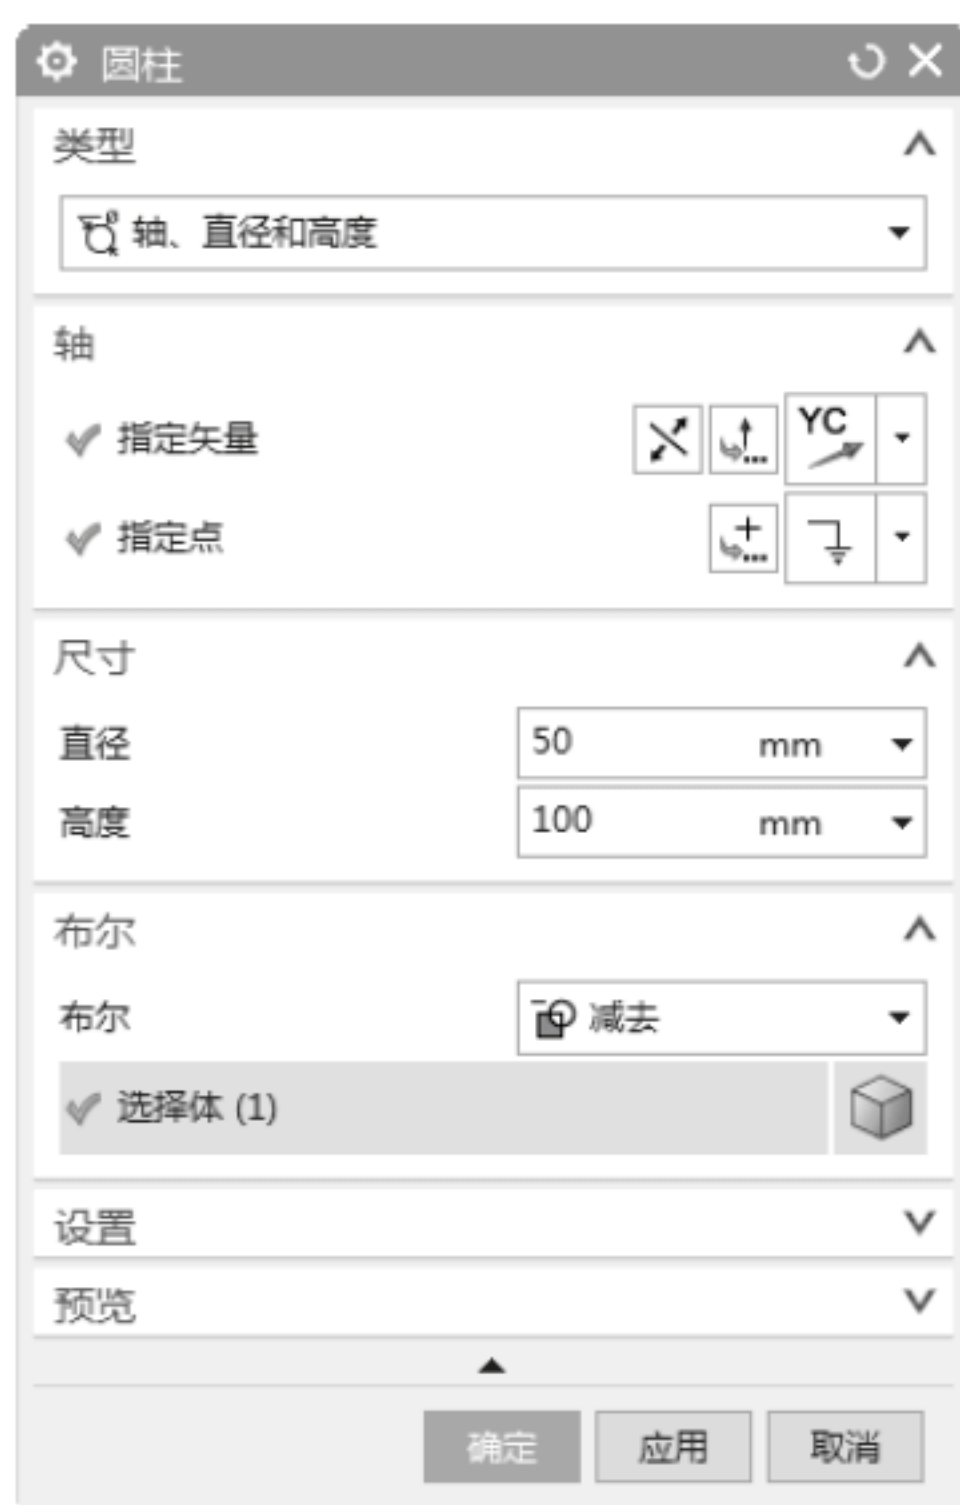 圆柱
类型
轴、直径和高度
轴
指定矢量
YC
指定点
尺寸
直径 50 mm
高度 100 mm
布尔
布尔 减去
选择体 (1)
设置
预览
确定 应用 取消